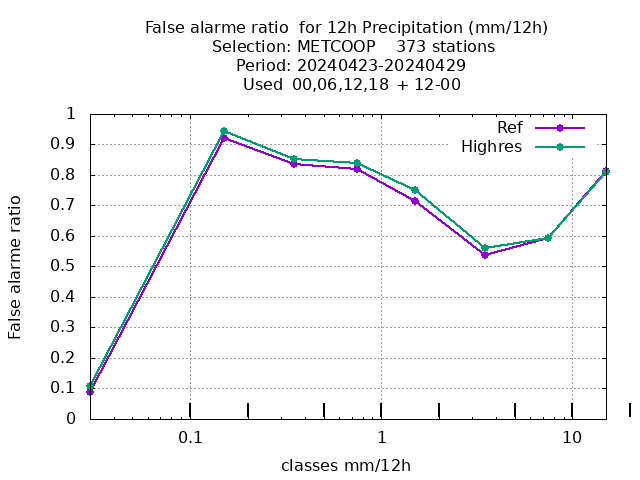 False alarme ratio  for 12h Precipitation (mm/12h)
Selection: METCOOP    373 stations
Period: 20240423-20240429
Used  00,06,12,18  + 12-00
Ref
Highres
1
0.9
0.8
0.7
0.6
0.5
0.4
0.3
0.2
0.1
0
False alarme ratio
0.1 1 10
classes mm/12h